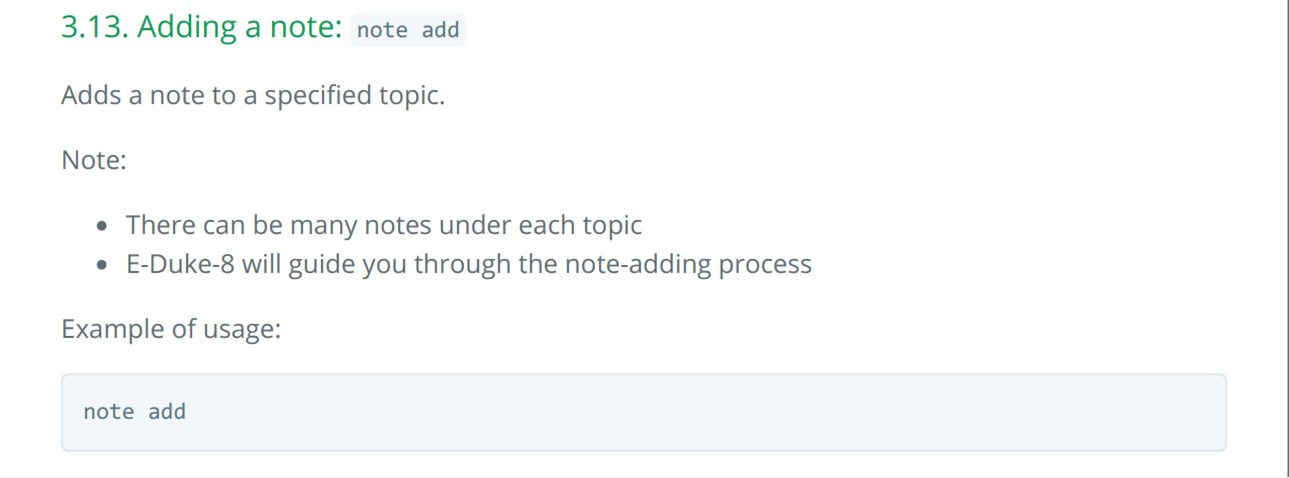 3.13. Adding a note: note add
Adds a note to a specified topic.
Note:
There can be many notes under each topic
E-Duke-8 will guide you through the note-adding process
Example of usage:
note add